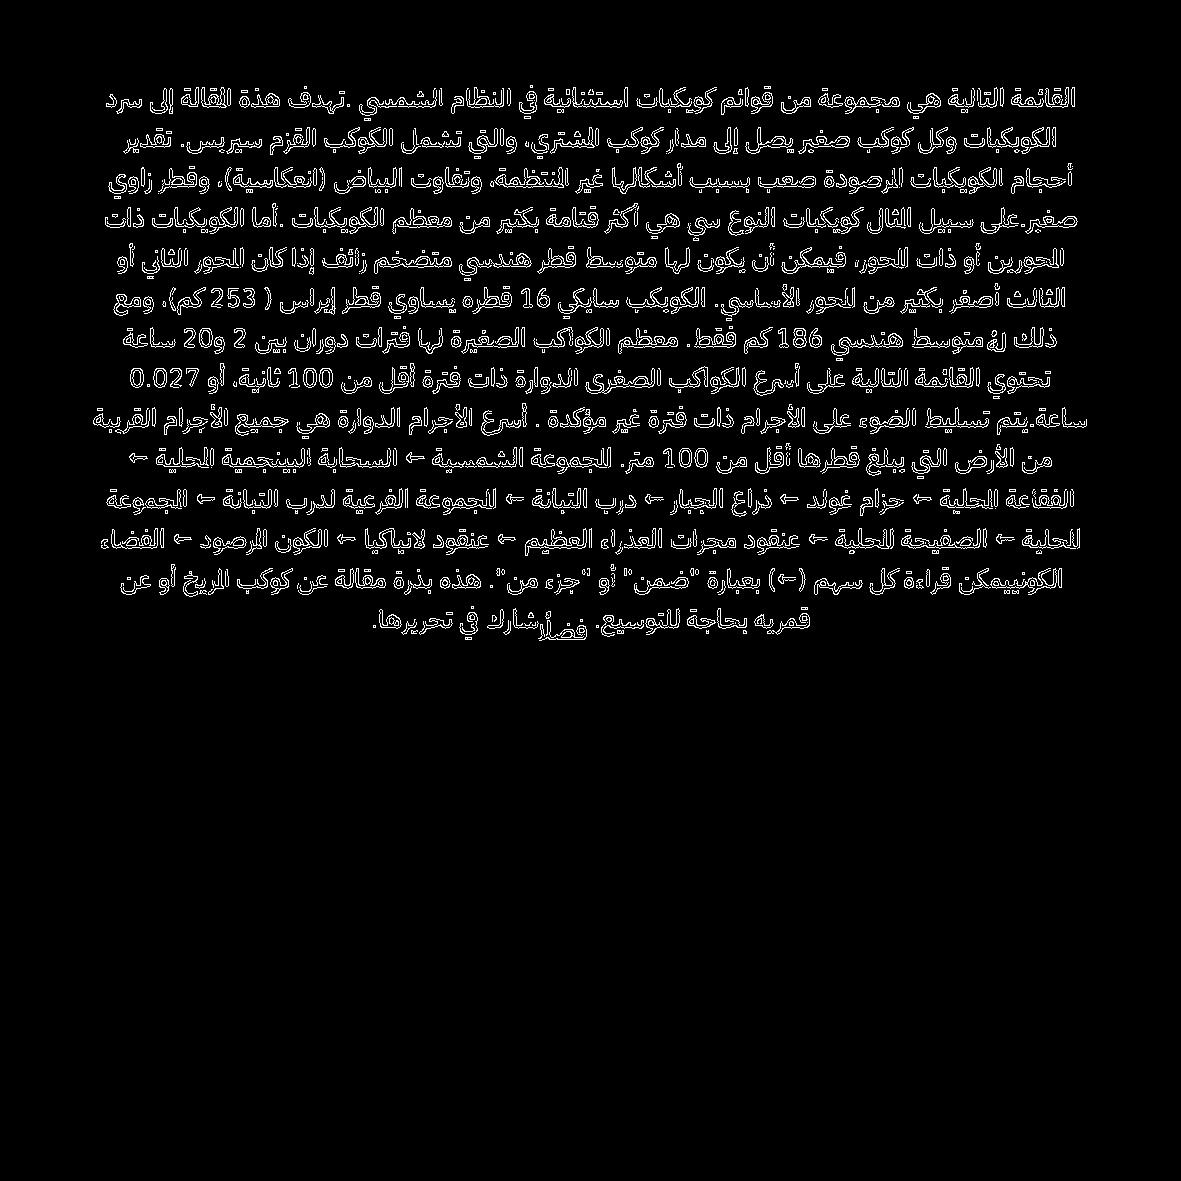 القائمة التالية هي مجموعة من قوائم كويكبات استثنائية في النظام الشمسي .تهدف هذة المقالة إلى سرد
الكويكبات وكل كوكب صغير يصل إلى مدار كوكب المشتري، والتي تشمل الكوكب القزم سيريس. تقدير
أحجام الكويكبات المرصودة صعب بسبب أشكالها غير المنتظمة، وتفاوت البياض (انعكاسية)، وقطر زاوي
صغير.على سبيل المثال كويكبات النوع سي هي أكثر قتامة بكثير من معظم الكويكبات .أما الكويكبات ذات
المحورين أو ذات المحور، فيمكن أن يكون لها متوسط قطر هندسي متضخم زائف إذا كان المحور الثاني أو
الثالث أصغر بكثير من المحور الأساسي. الكويكب سايكي 16 قطره يساوي قطر إيراس ( 253 كم)، ومع
ذلك متوسط هندسي 186 كم فقط. معظم الكواكب الصغيرة لها فترات دوران بين 2 و20 ساعة
تحتوي القائمة التالية على أسرع الكواكب الصغرى الدوارة ذات فترة أقل من 100 ثانية، أو 0.027
ساعة.يتم تسليط الضوء على الأجرام ذات فترة غير مؤكدة . أسرع الأجرام الدوارة هي جميع الأجرام القريبة
من الأرض التي يبلغ قطرها أقل من 100 متر. المجموعة الشمسية ← السحابة البينجمية المحلية ←
الفقاعة المحلية ← حزام غولد ← ذراع الجبار ← درب التبانة ← المجموعة الفرعية لدرب التبانة ← المجموعة
المحلية ← الصفيحة المحلية ← عنقود مجرات العذراء العظيم ← عنقود لانياكيا ← الكون المرصود ← الفضاء
الكونييمكن قراءة كل سهم (←) بعبارة "ضمن" أو "جزء من". هذه بذرة مقالة عن كوكب المريخ أو عن
قمريه بحاجة للتوسيع. فضلًا شارك في تحريرها.